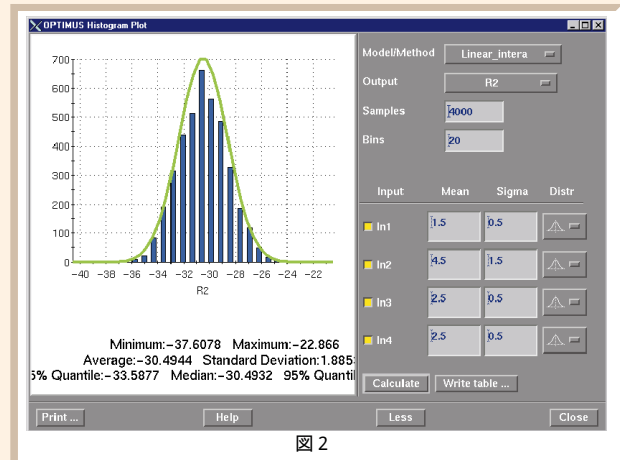 OPTIMUS Histogram Plot
700
600
500
400
300
200
100
0
-40 -38 -36 -34 -32 -30 -28 -26 -24 -22
R2
Minimum:-37.6078 Maximum:-22.866
Average:-30.4944 Standard Deviation:1.885
5% Quantile:-33.5877 Median:-30.4932 95% Quanti
Model/Method Linear_intera
Output R2
Samples 4000
Bins 20
Input Mean Sigma Distr
In1 1.5 0.5
In2 4.5 1.5
In3 2.5 0.5
In4 2.5 0.5
Calculate Write table ...
Print ... Help Less Close
図2